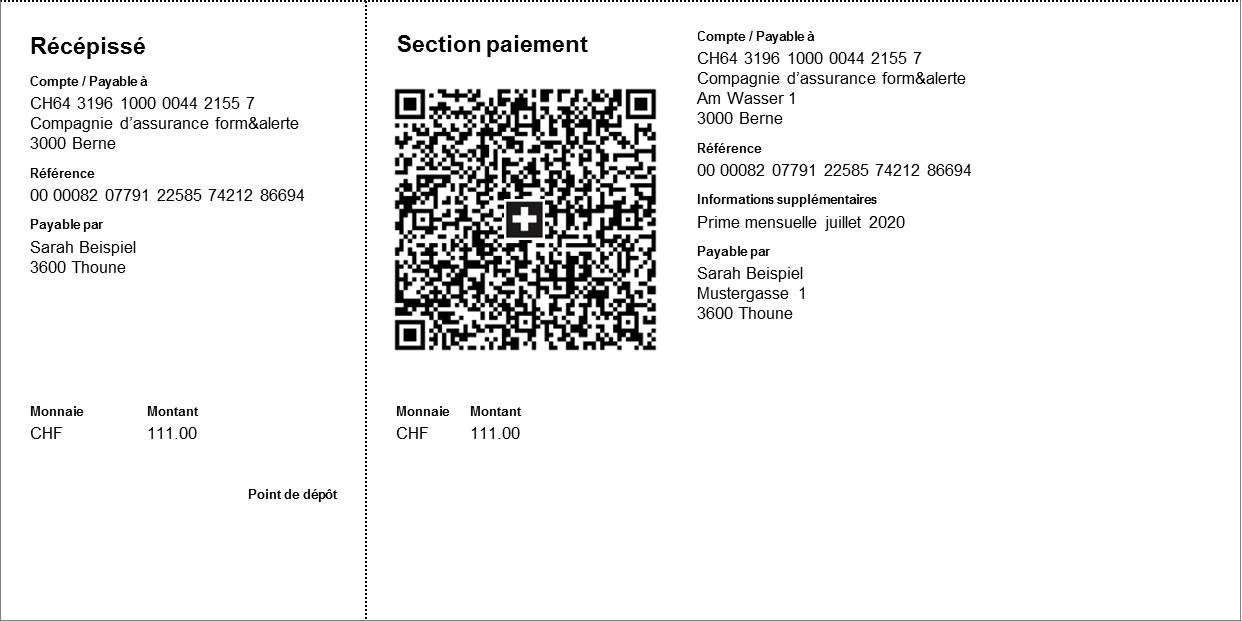 Récépissé
Compte / Payable à
CH64 3196 1000 0044 2155 7
Compagnie d'assurance form&alerte
3000 Berne
Référence
00 00082 07791 22585 74212 86694
Payable par
Sarah Beispiel
3600 Thoune
Monnaie Montant
CHF 111.00
Point de dépôt
Section paiement
Monnaie Montant
CHF 111.00
Compte / Payable à
CH64 3196 1000 0044 2155 7
Compagnie d'assurance form&alerte
Am Wasser 1
3000 Berne
Référence
00 00082 07791 22585 74212 86694
Informations supplémentaires
Prime mensuelle juillet 2020
Payable par
Sarah Beispiel
Mustergasse 1
3600 Thoune